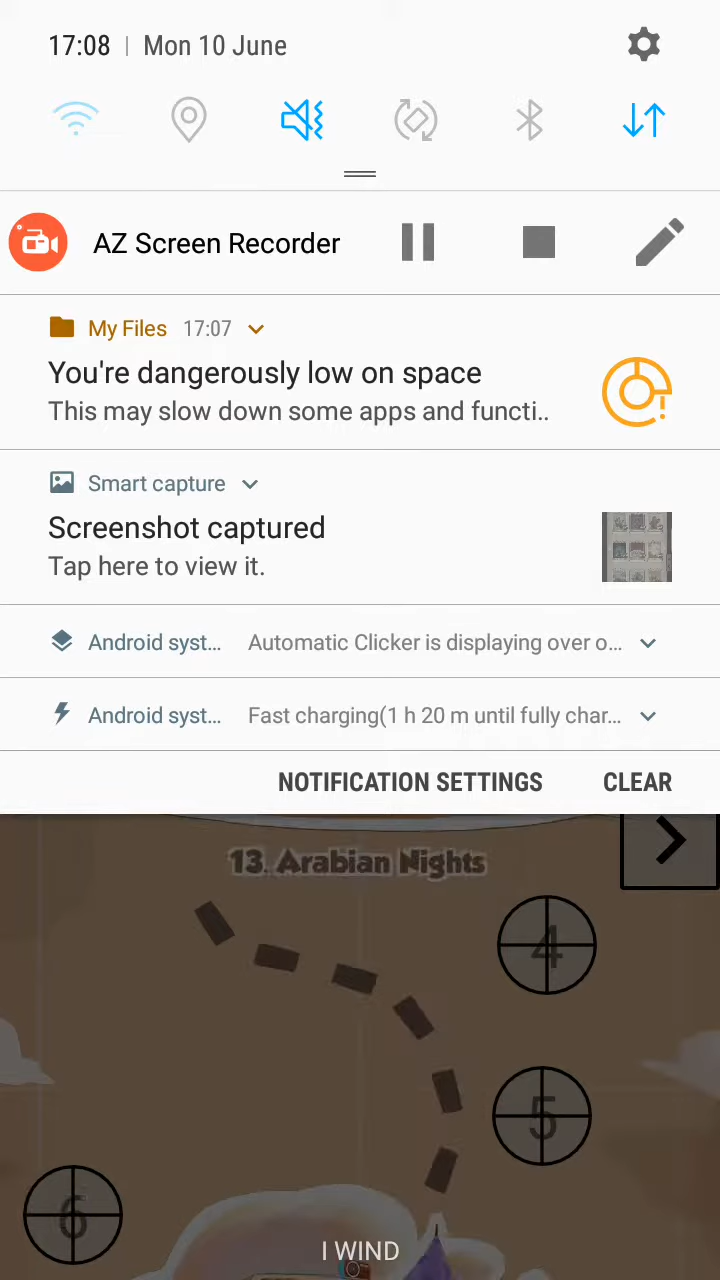 17:08 | Mon 10 June
AZ Screen Recorder
My Files 17:07
You're dangerously low on space
This may slow down some apps and functi..
Smart capture
Screenshot captured
Tap here to view it.
Android syst... Automatic Clicker is displaying over o...
Android syst... Fast charging(1 h 20 m until fully char...
NOTIFICATION SETTINGS CLEAR
13. Arabian Nights
4
5
6
I WIND